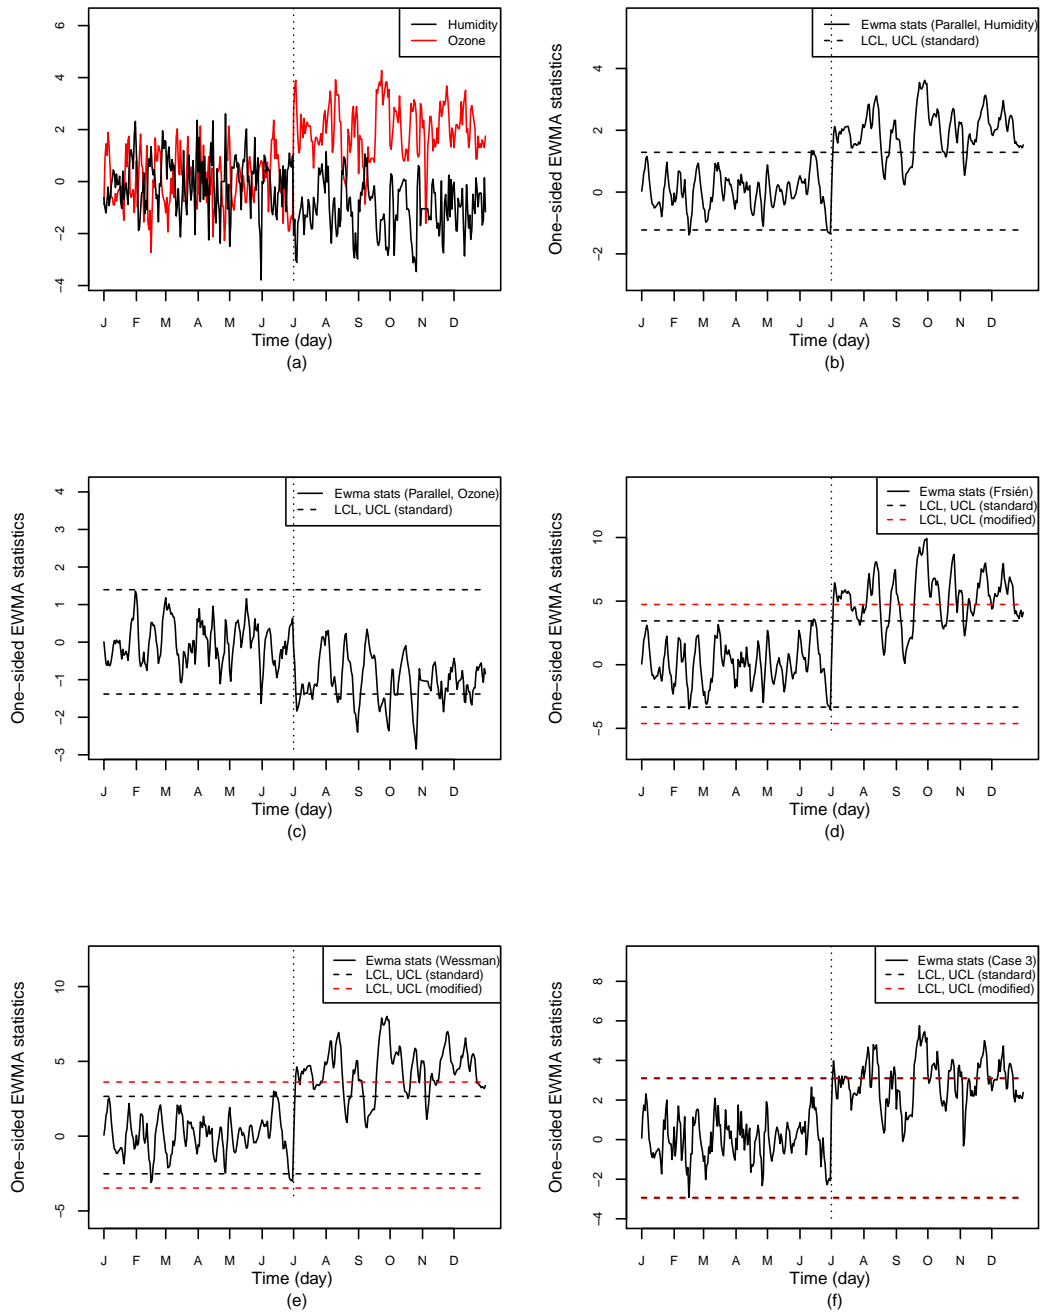 Humidity
Ozone
6
4
2
0
−2
−4
J F M A M J J A S O N D
Time (day)
(a)
Ewma stats (Parallel, Humidity)
LCL, UCL (standard)
One−sided EWMA statistics
4
2
0
−2
J F M A M J J A S O N D
Time (day)
(b)
Ewma stats (Parallel, Ozone)
LCL, UCL (standard)
One−sided EWMA statistics
4
3
2
1
0
−1
−2
−3
J F M A M J J A S O N D
Time (day)
(c)
Ewma stats (Frsién)
LCL, UCL (standard)
LCL, UCL (modified)
One−sided EWMA statistics
10
5
0
−5
J F M A M J J A S O N D
Time (day)
(d)
Ewma stats (Wessman)
LCL, UCL (standard)
LCL, UCL (modified)
One−sided EWMA statistics
10
5
0
−5
J F M A M J J A S O N D
Time (day)
(e)
Ewma stats (Case 3)
LCL, UCL (standard)
LCL, UCL (modified)
One−sided EWMA statistics
8
6
4
2
0
−2
−4
J F M A M J J A S O N D
Time (day)
(f)